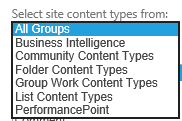 Select site content types from:
All Groups
Business Intelligence
Community Content Types
Folder Content Types
Group Work Content Types
List Content Types
PerformancePoint